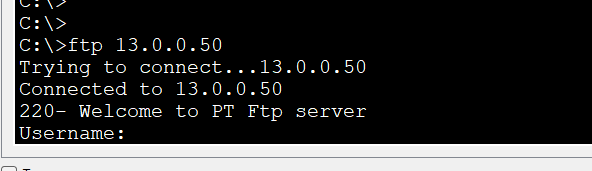 C:\>
C:\>
C:\>ftp 13.0.0.50
Trying to connect...13.0.0.50
Connected to 13.0.0.50
220- Welcome to PT Ftp server
Username: